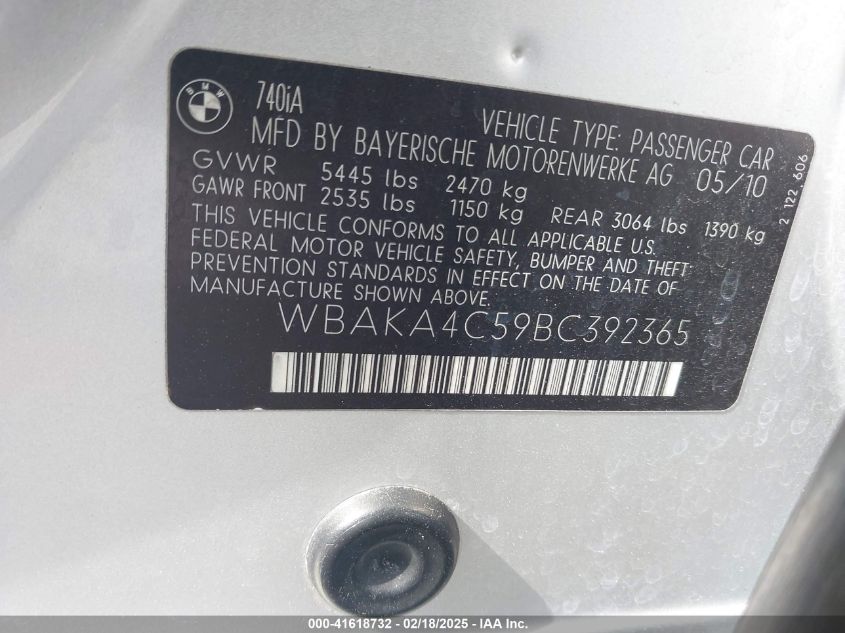 BMW
740iA
VEHICLE TYPE: PASSENGER CAR
MFD BY BAYERISCHE MOTORENWERKE AG 05/10
GVWR 5445 lbs 2470 kg
GAWR FRONT 2535 lbs 1150 kg REAR 3064 lbs 1390 kg
THIS VEHICLE CONFORMS TO ALL APPLICABLE U.S.
FEDERAL MOTOR VEHICLE SAFETY, BUMPER AND THEFT
PREVENTION STANDARDS IN EFFECT ON THE DATE OF
MANUFACTURE SHOWN ABOVE.
WBAKA4C59BC392365
2 122 606
000-41618732 - 02/18/2025 - IAA Inc.